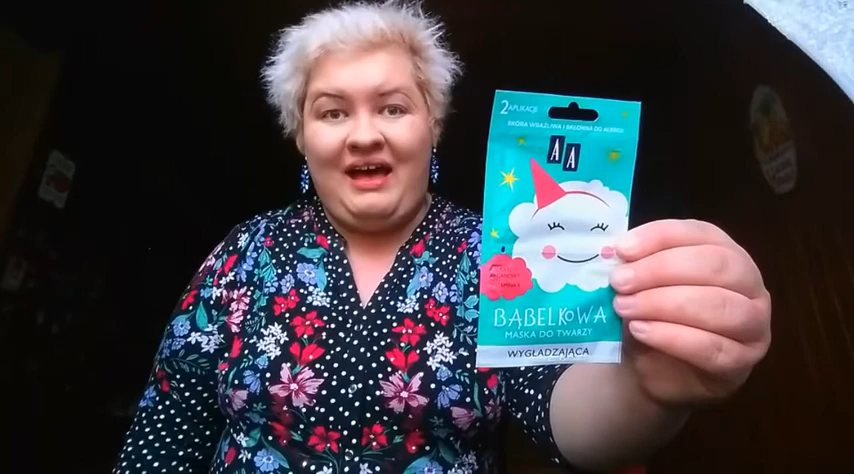 2 APLIKACJE
SKÓRA WRAŻLIWA I SKŁONNA DO ALERGII
AA
BĄBELKOWA
MASKA DO TWARZY
WYGŁADZAJĄCA